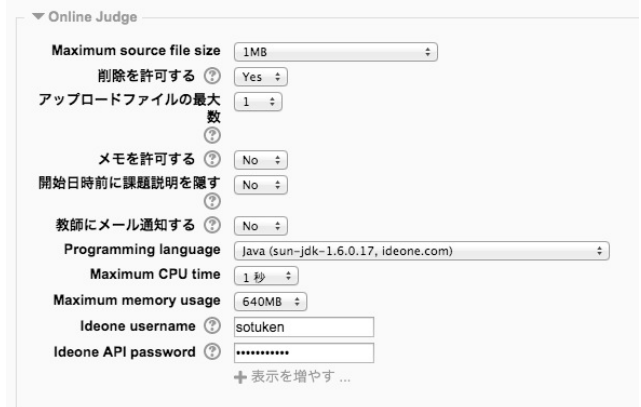 Online Judge
Maximum source file size 1MB
削除を許可する Yes
アップロードファイルの最大 1
数
メモを許可する No
開始日時前に課題説明を隠す No
教師にメール通知する No
Programming language Java (sun-jdk-1.6.0.17, ideone.com)
Maximum CPU time 1 秒
Maximum memory usage 640MB
Ideone username sotuken
Ideone API password •••••••••••
表示を増やす ...